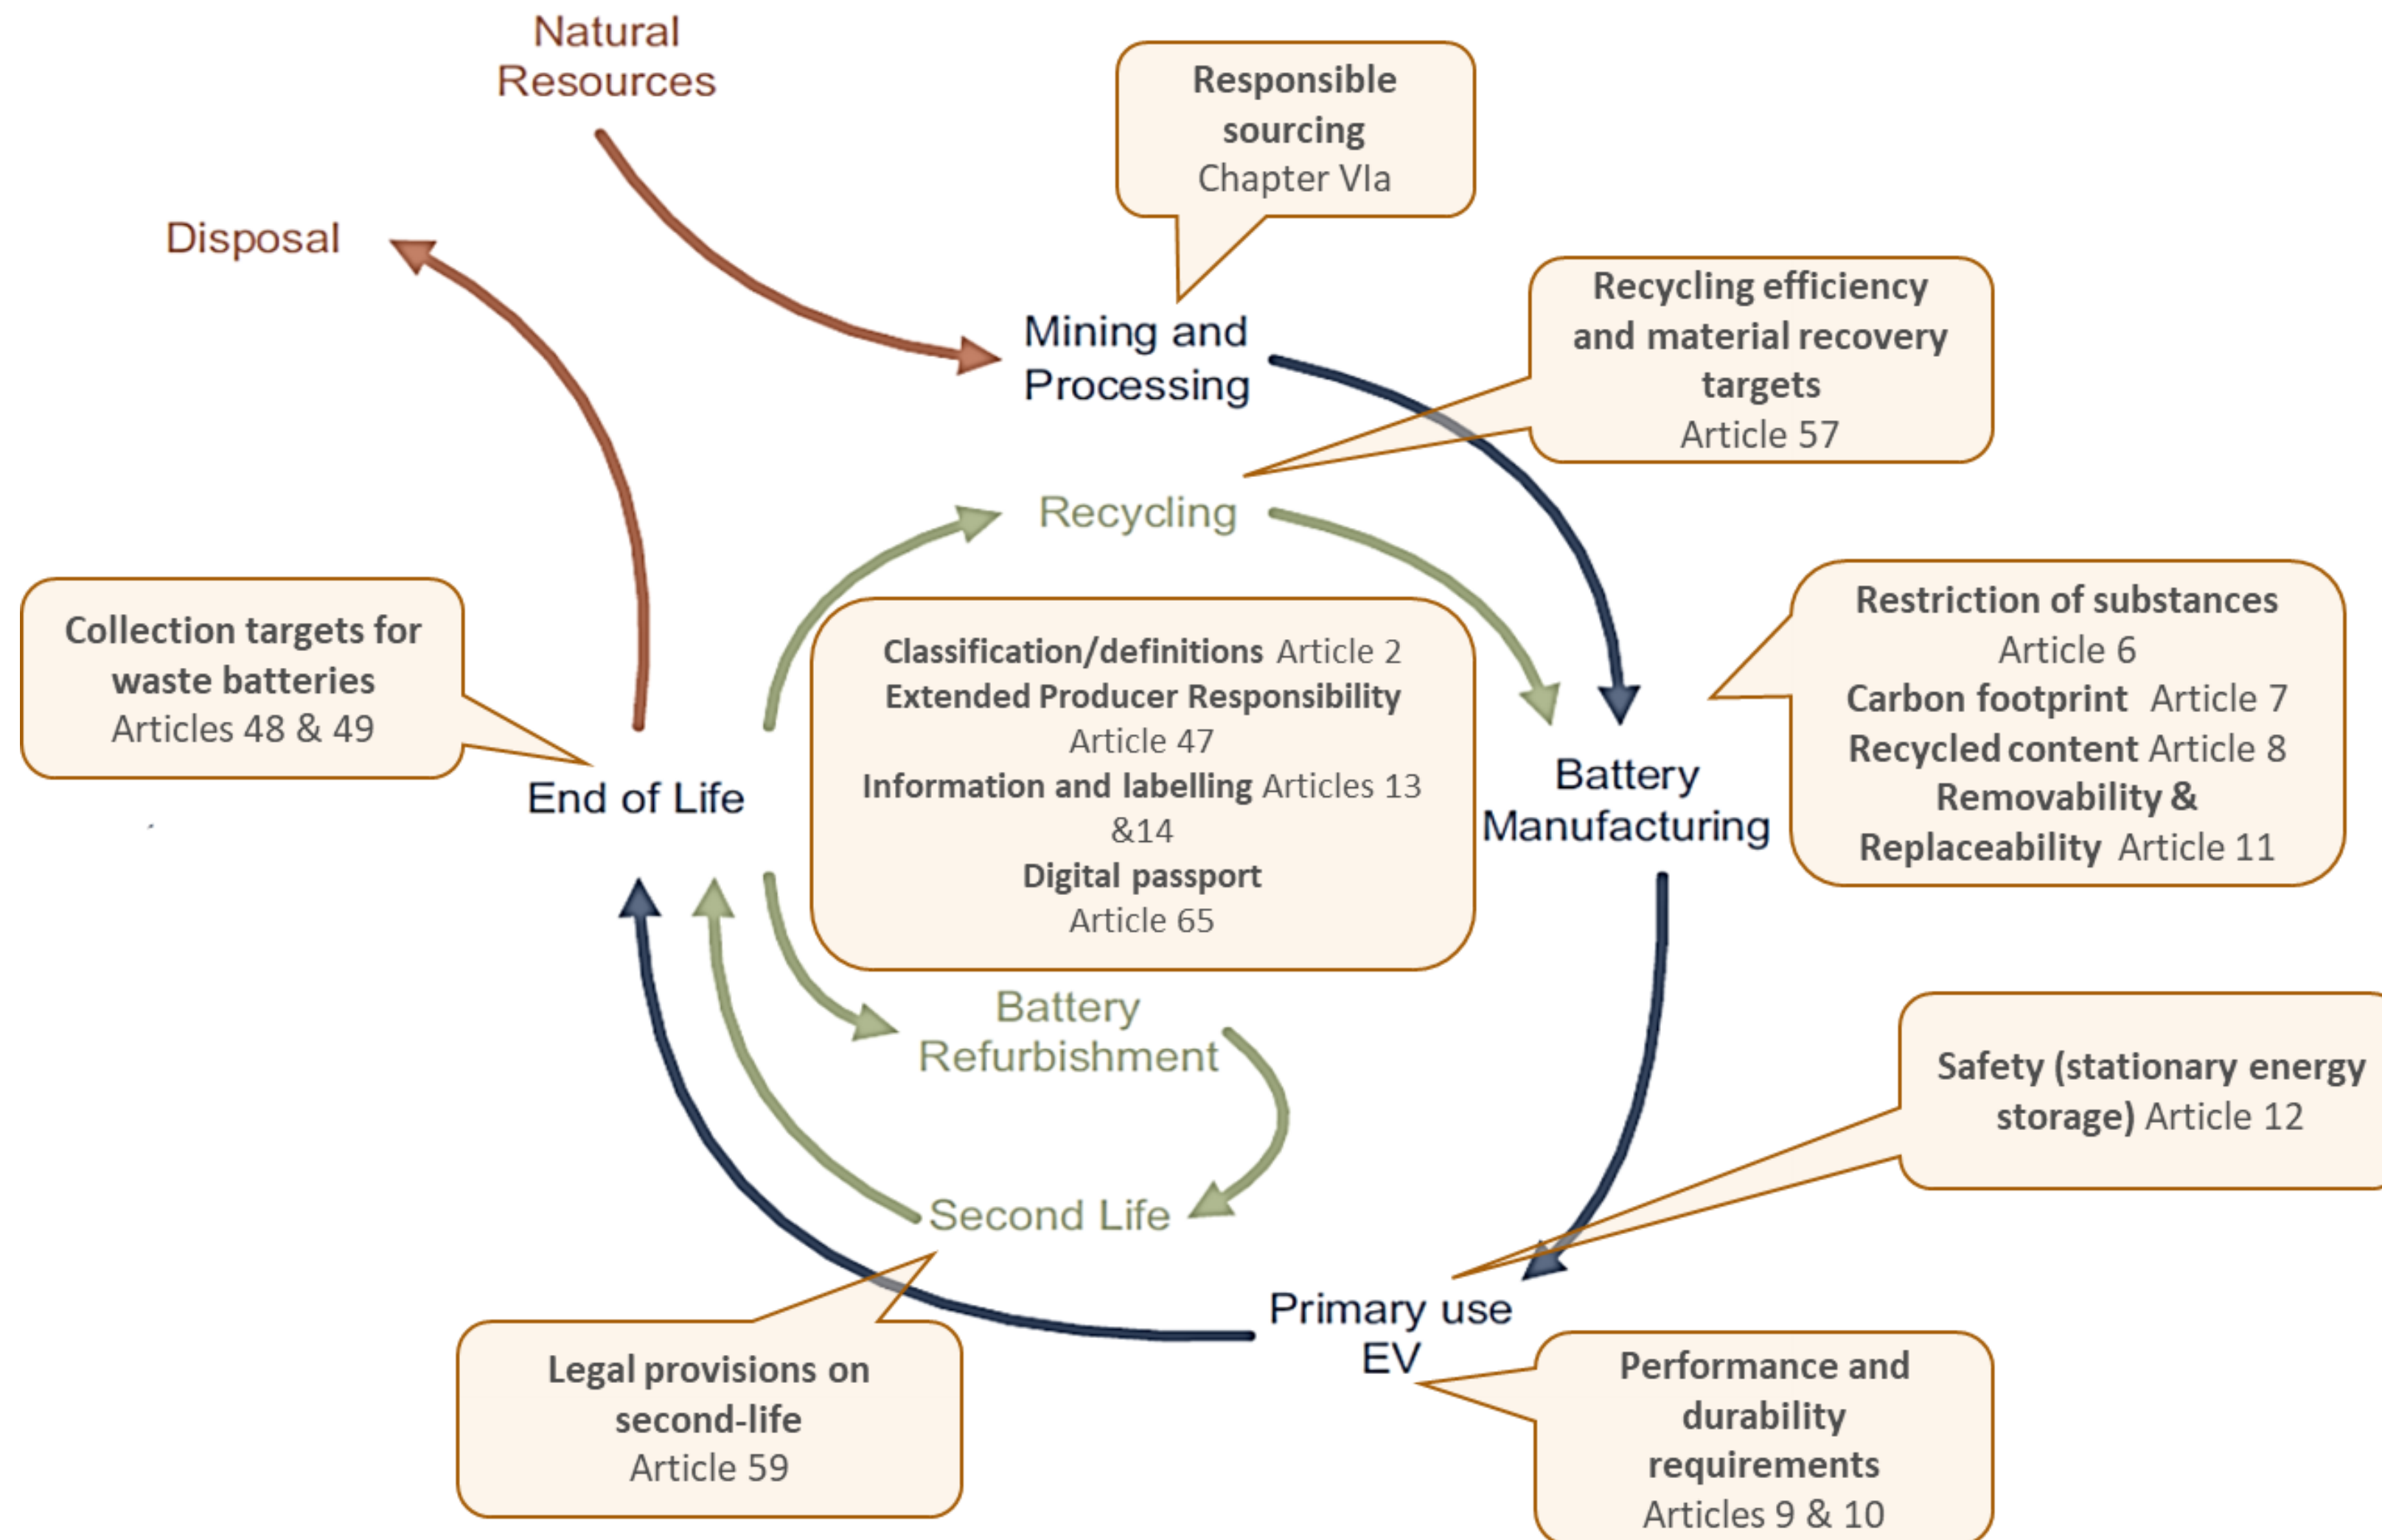 Natural
Resources
Responsible
sourcing
Chapter VIa
Disposal
Mining and
Processing
Recycling efficiency
and material recovery
targets
Article 57
Recycling
Collection targets for
waste batteries
Articles 48 & 49
Classification/definitions Article 2
Extended Producer Responsibility
Article 47
Information and labelling Articles 13
&14
Digital passport
Article 65
Restriction of substances
Article 6
Carbon footprint Article 7
Recycled content Article 8
Removability &
Replaceability Article 11
End of Life
Battery
Manufacturing
Battery
Refurbishment
Safety (stationary energy
storage) Article 12
Second Life
Primary use
EV
Legal provisions on
second-life
Article 59
Performance and
durability
requirements
Articles 9 & 10